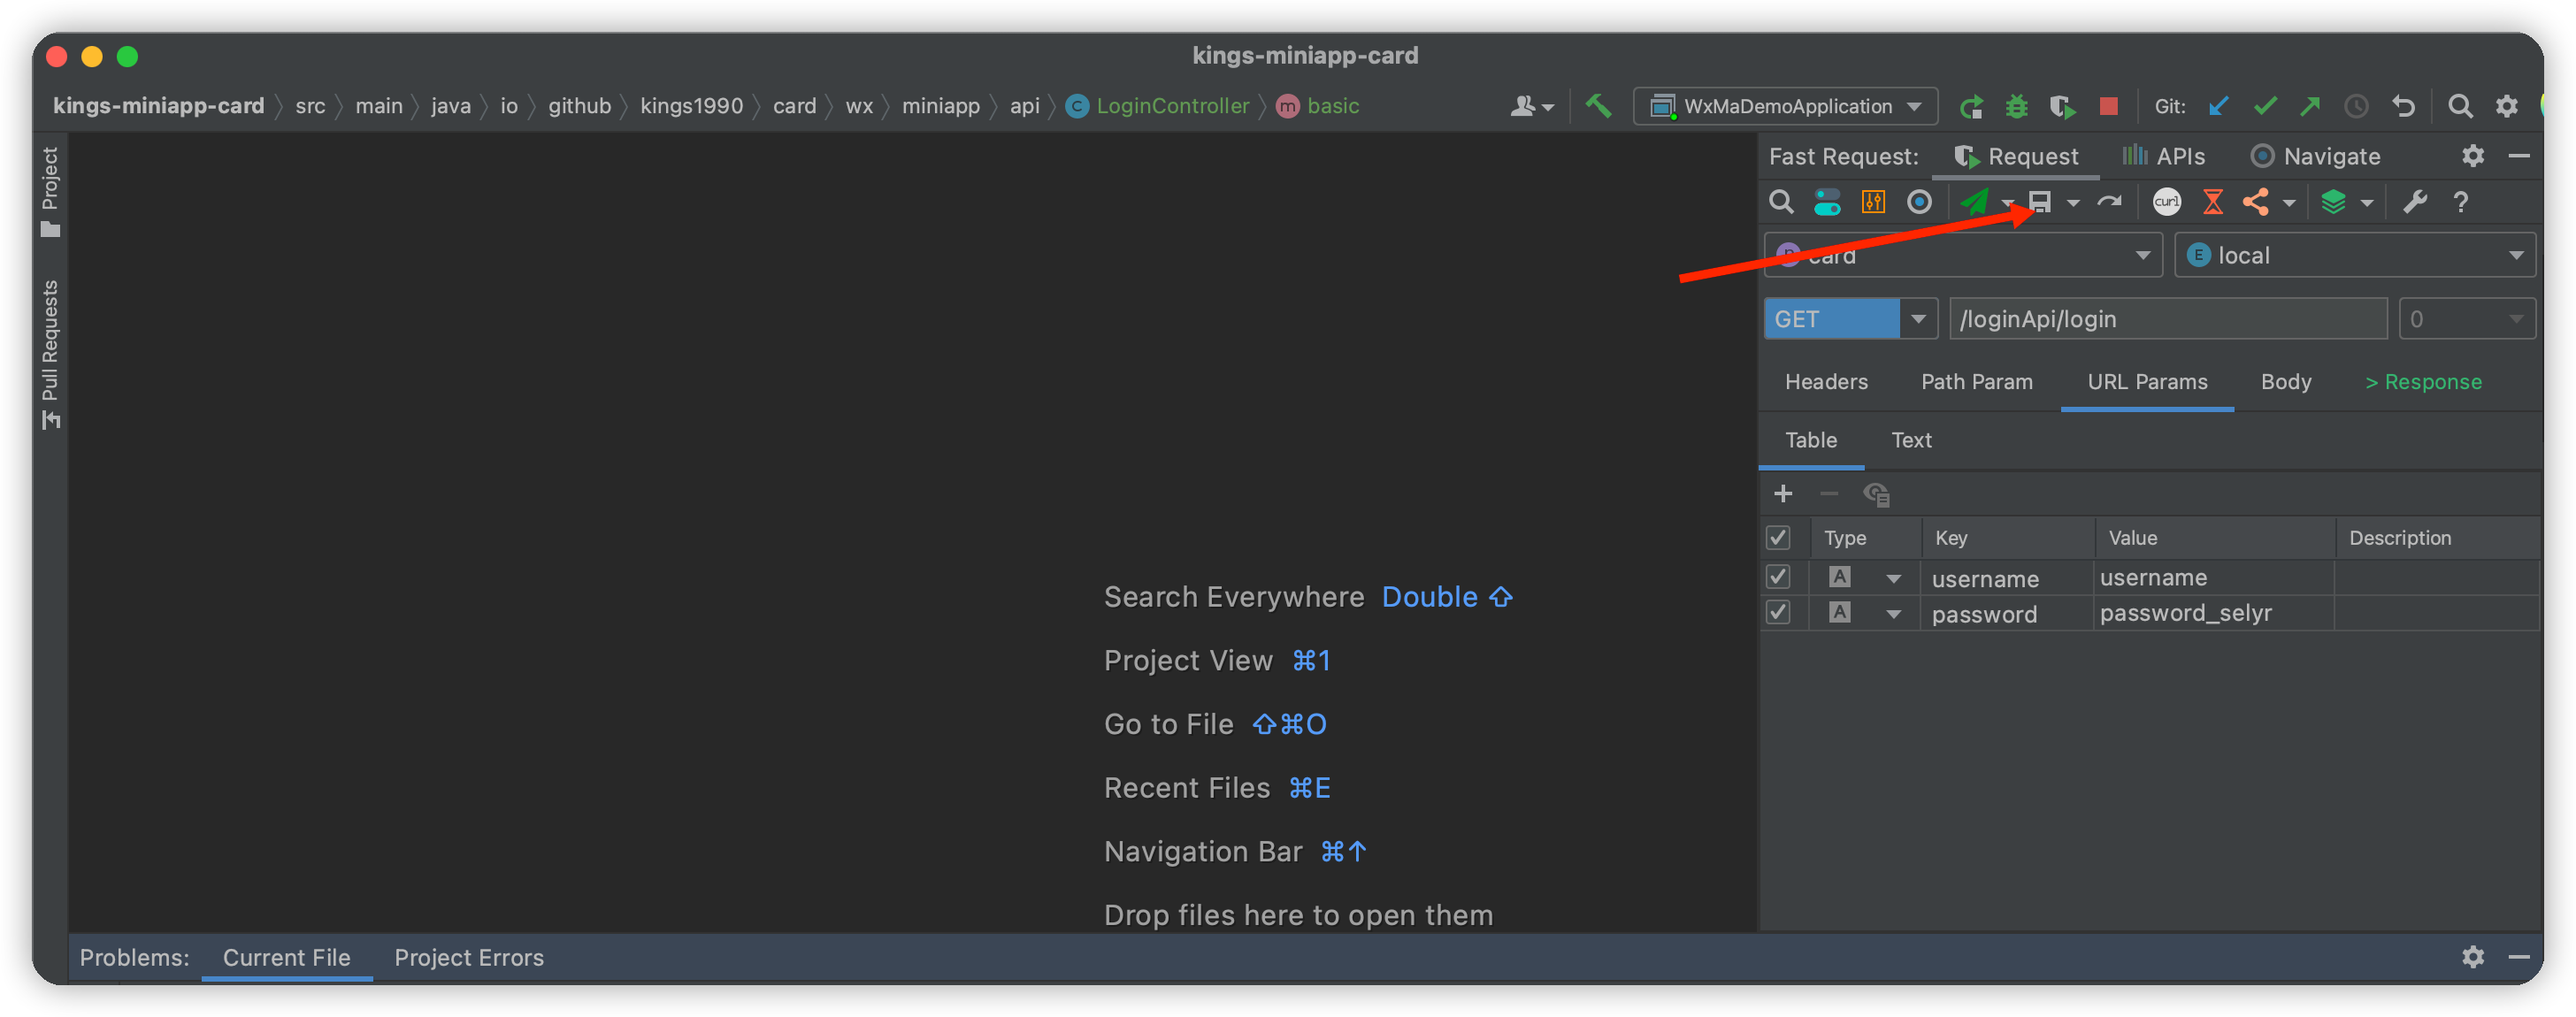 kings-miniapp-card
kings-miniapp-card src main java io github kings1990 card wx miniapp api C LoginController m basic WxMaDemoApplication Git:
Project
Pull Requests
Fast Request: Request APIs Navigate
curl ?
card E local
GET /loginApi/login 0
Headers Path Param URL Params Body > Response
Table Text
Type Key Value Description
A username username
A password password_selyr
Search Everywhere Double ⇧
Project View ⌘1
Go to File ⇧⌘O
Recent Files ⌘E
Navigation Bar ⌘↑
Drop files here to open them
Problems: Current File Project Errors